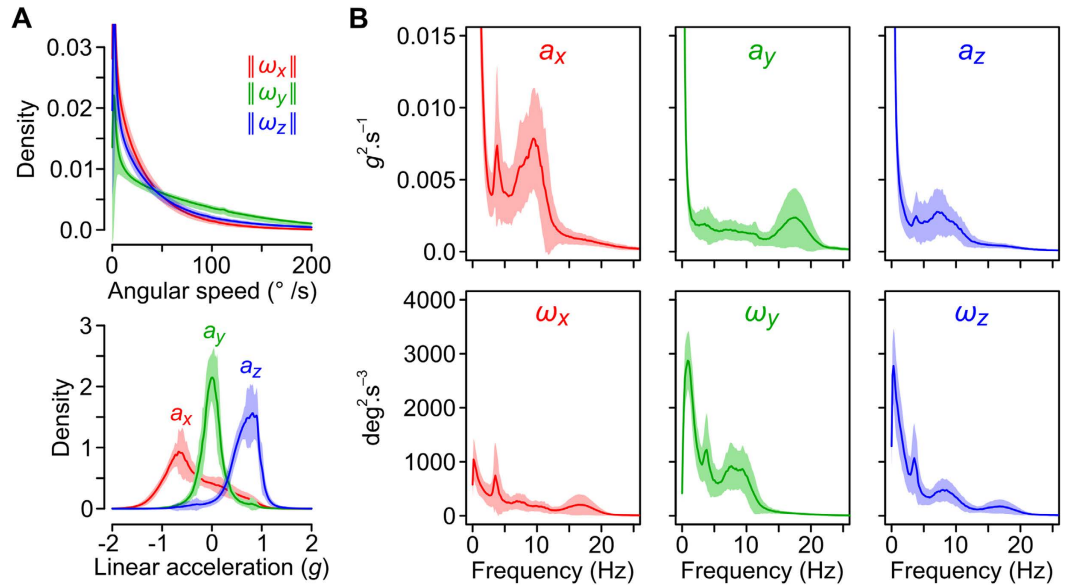 A
0.03
0.02
0.01
0.0
Density
‖ωx‖
‖ωy‖
‖ωz‖
0 100 200
Angular speed (° /s)
3
2
1
0
Density
ax
ay
az
-2 -1 0 1 2
Linear acceleration (g)
B
0.015
0.010
0.005
0.0
g².s⁻¹
ax
ay
az
4000
3000
2000
1000
0
deg².s⁻³
ωx
ωy
ωz
0 10 20
0 10 20
0 10 20
Frequency (Hz)
Frequency (Hz)
Frequency (Hz)